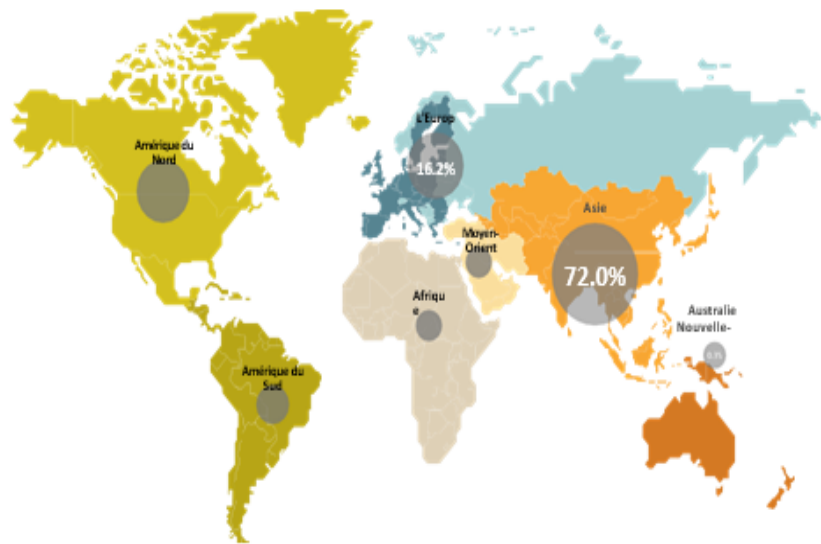 Amérique du
Nord
L'Europ
16.2%
Asie
72.0%
Moyen-
Orient
Afriqu
e
Australie
Nouvelle-
Amérique du
Sud